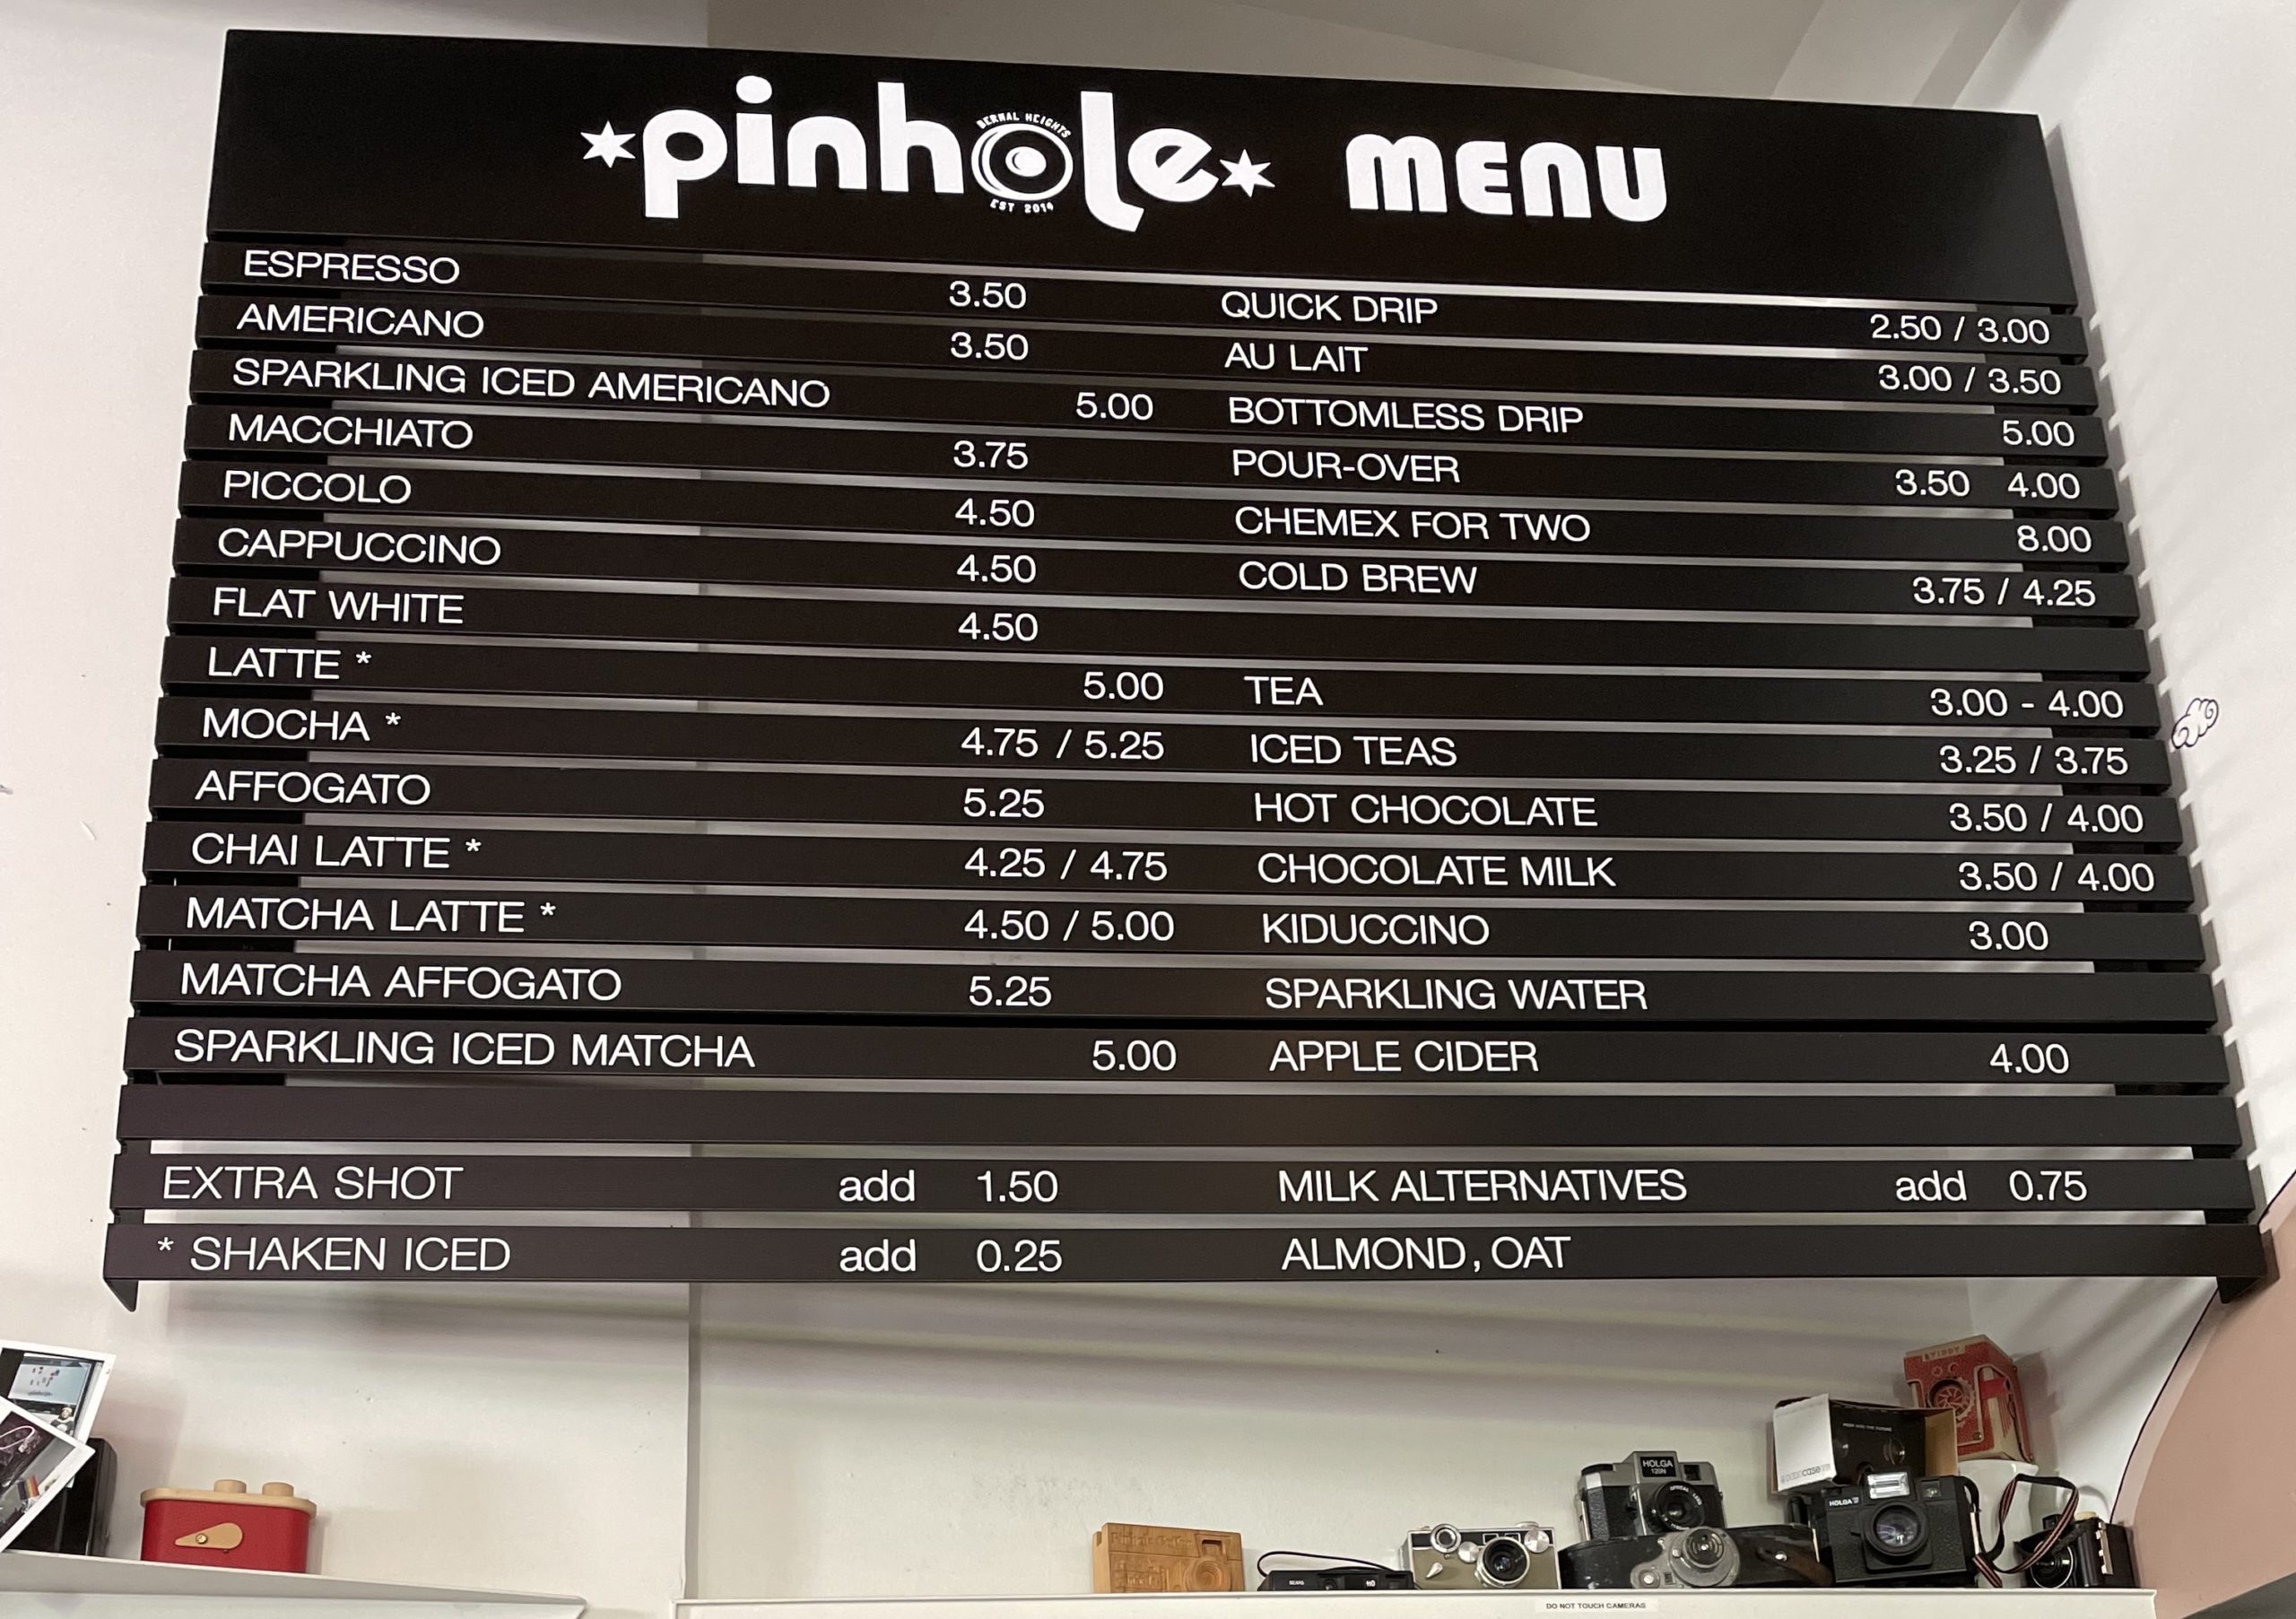 pinhole MENU
BERNAL HEIGHTS
EST 2014
ESPRESSO 3.50
AMERICANO 3.50
SPARKLING ICED AMERICANO 5.00
MACCHIATO 3.75
PICCOLO 4.50
CAPPUCCINO 4.50
FLAT WHITE 4.50
LATTE * 5.00
MOCHA * 4.75 / 5.25
AFFOGATO 5.25
CHAI LATTE * 4.25 / 4.75
MATCHA LATTE * 4.50 / 5.00
MATCHA AFFOGATO 5.25
SPARKLING ICED MATCHA 5.00
EXTRA SHOT add 1.50
* SHAKEN ICED add 0.25
QUICK DRIP 2.50 / 3.00
AU LAIT 3.00 / 3.50
BOTTOMLESS DRIP 5.00
POUR-OVER 3.50 4.00
CHEMEX FOR TWO 8.00
COLD BREW 3.75 / 4.25
TEA 3.00 - 4.00
ICED TEAS 3.25 / 3.75
HOT CHOCOLATE 3.50 / 4.00
CHOCOLATE MILK 3.50 / 4.00
KIDUCCINO 3.00
SPARKLING WATER
APPLE CIDER 4.00
MILK ALTERNATIVES add 0.75
ALMOND, OAT
HOLGA
120N
HOLGA
DO NOT TOUCH CAMERAS